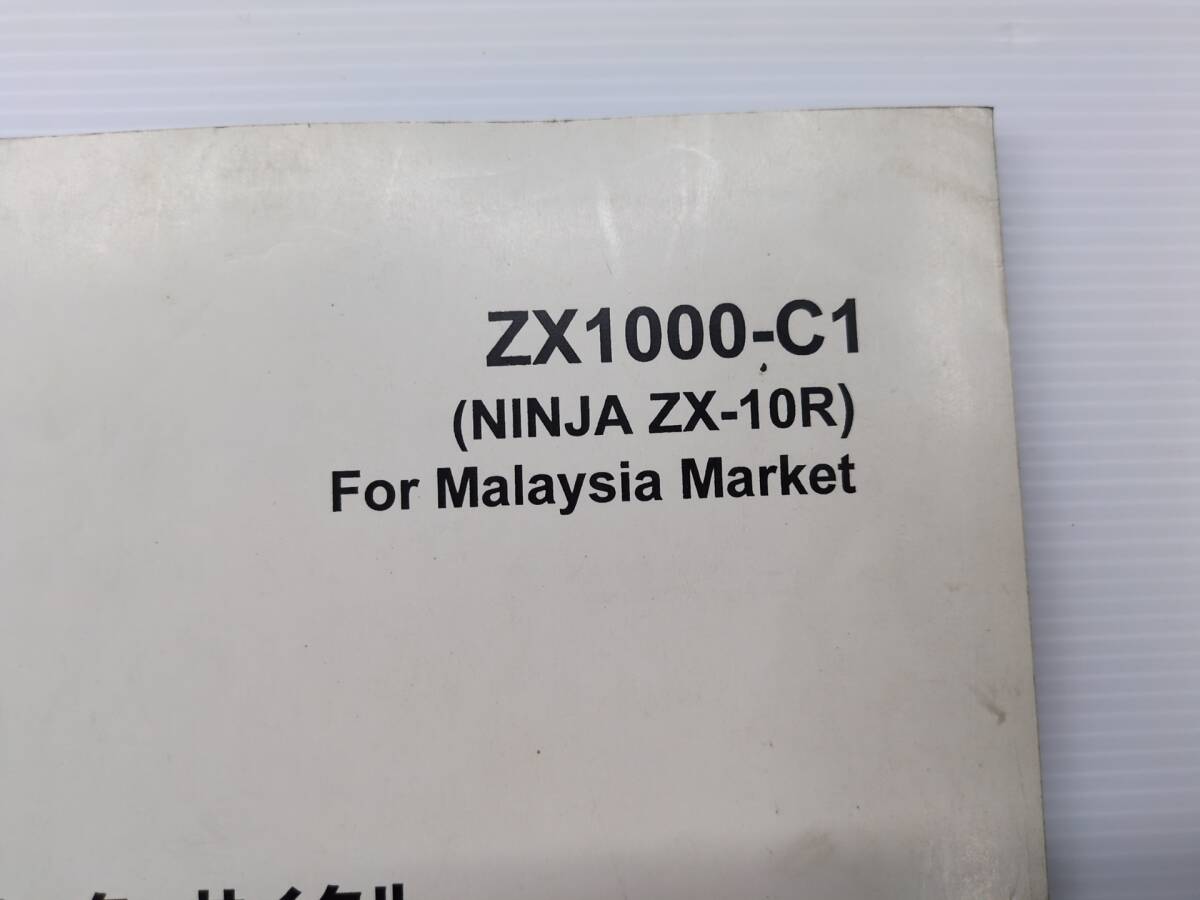 ZX1000-C1
(NINJA ZX-10R)
For Malaysia Market